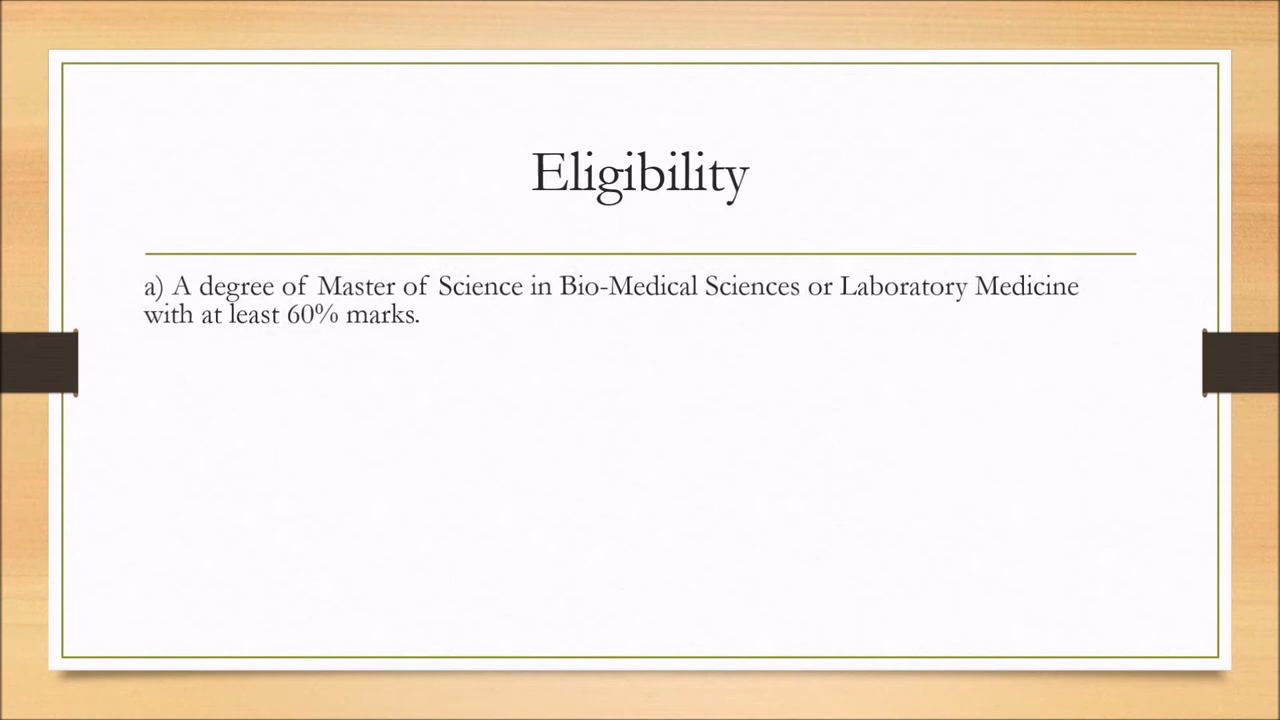 Eligibility
a) A degree of Master of Science in Bio-Medical Sciences or Laboratory Medicine
with at least 60% marks.